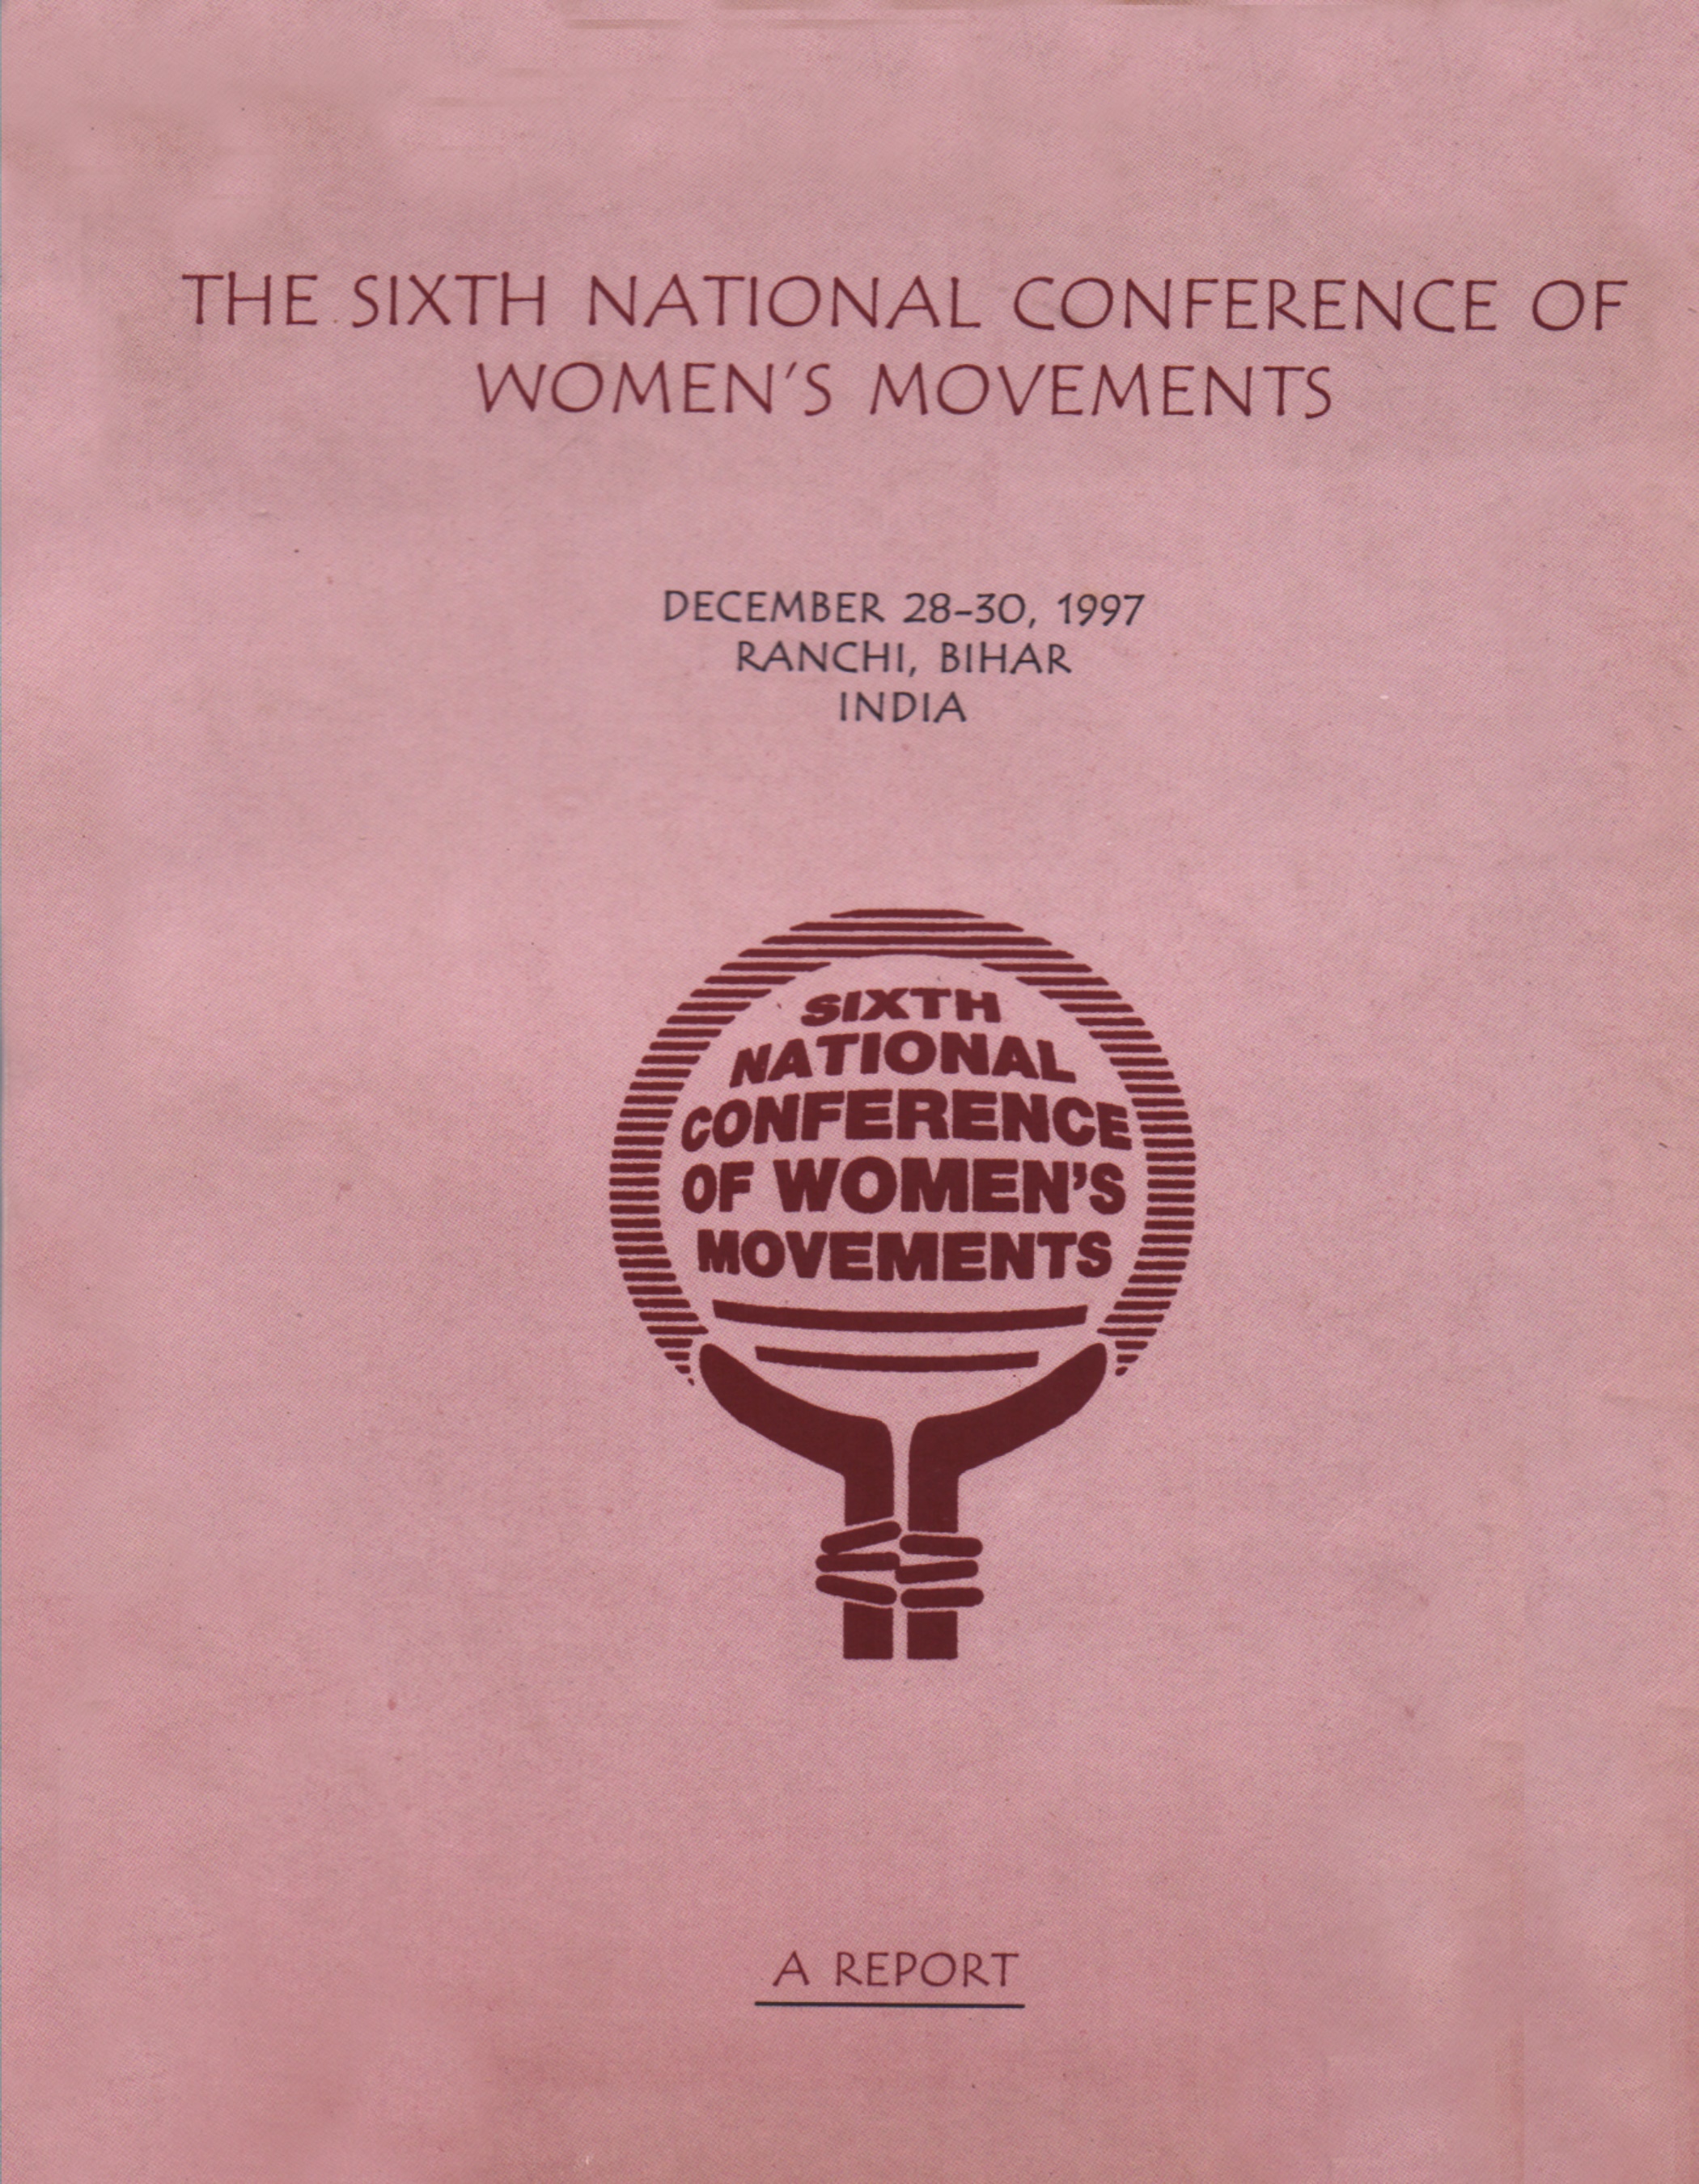 THE SIXTH NATIONAL CONFERENCE OF
WOMEN'S MOVEMENTS
DECEMBER 28-30, 1997
RANCHI, BIHAR
INDIA
SIXTH
NATIONAL
CONFERENCE
OF WOMEN'S
MOVEMENTS
A REPORT